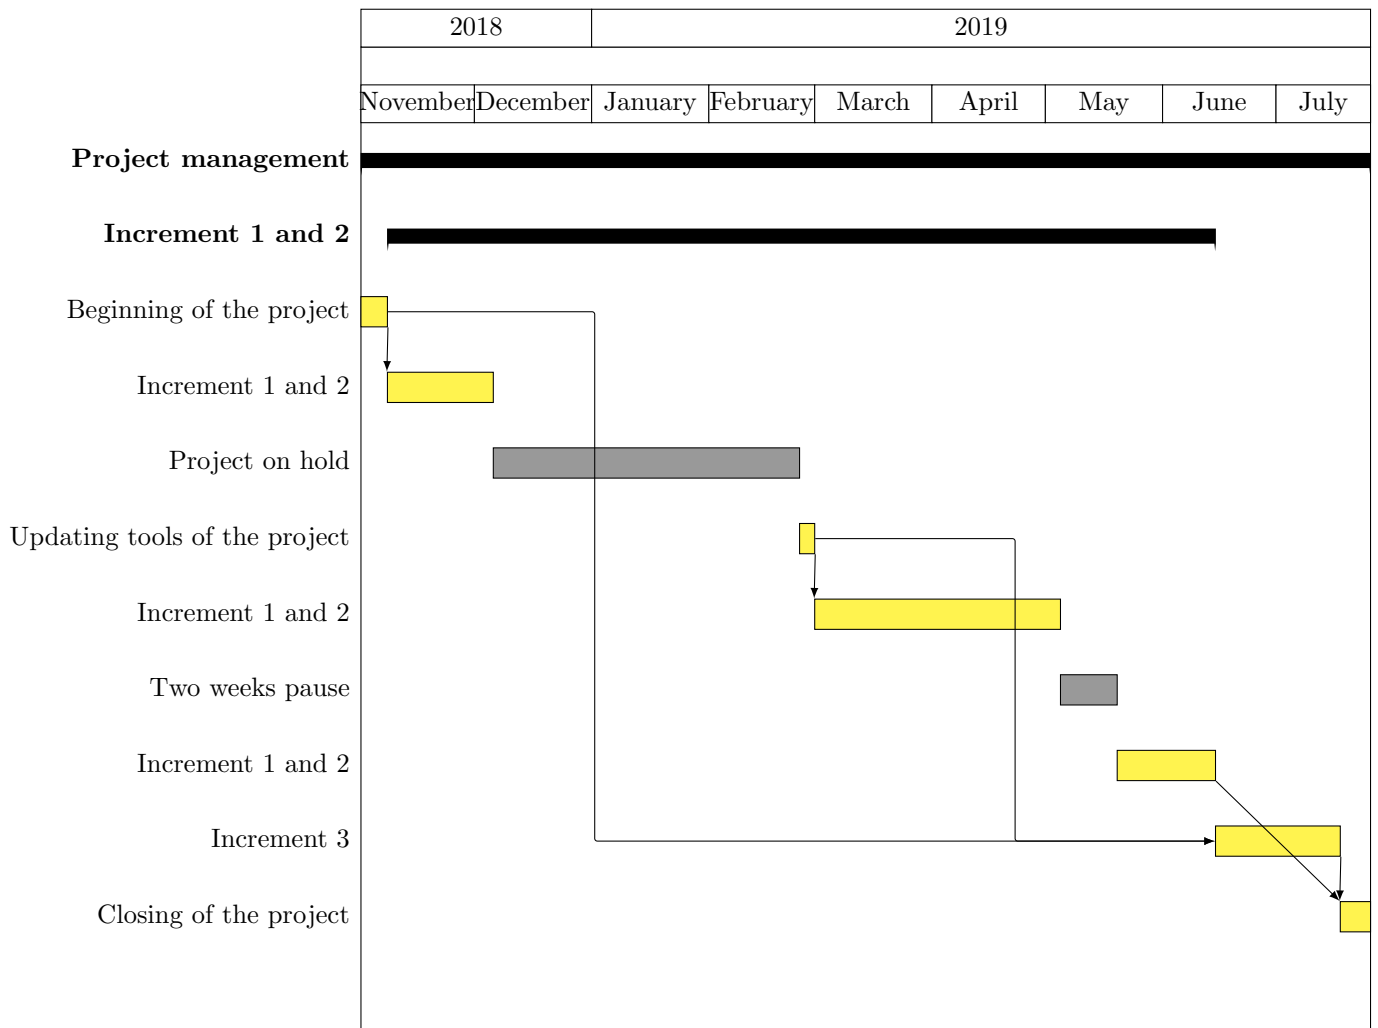 2018 2019
November December January February March April May June July
Project management
Increment 1 and 2
Beginning of the project
Increment 1 and 2
Project on hold
Updating tools of the project
Increment 1 and 2
Two weeks pause
Increment 1 and 2
Increment 3
Closing of the project